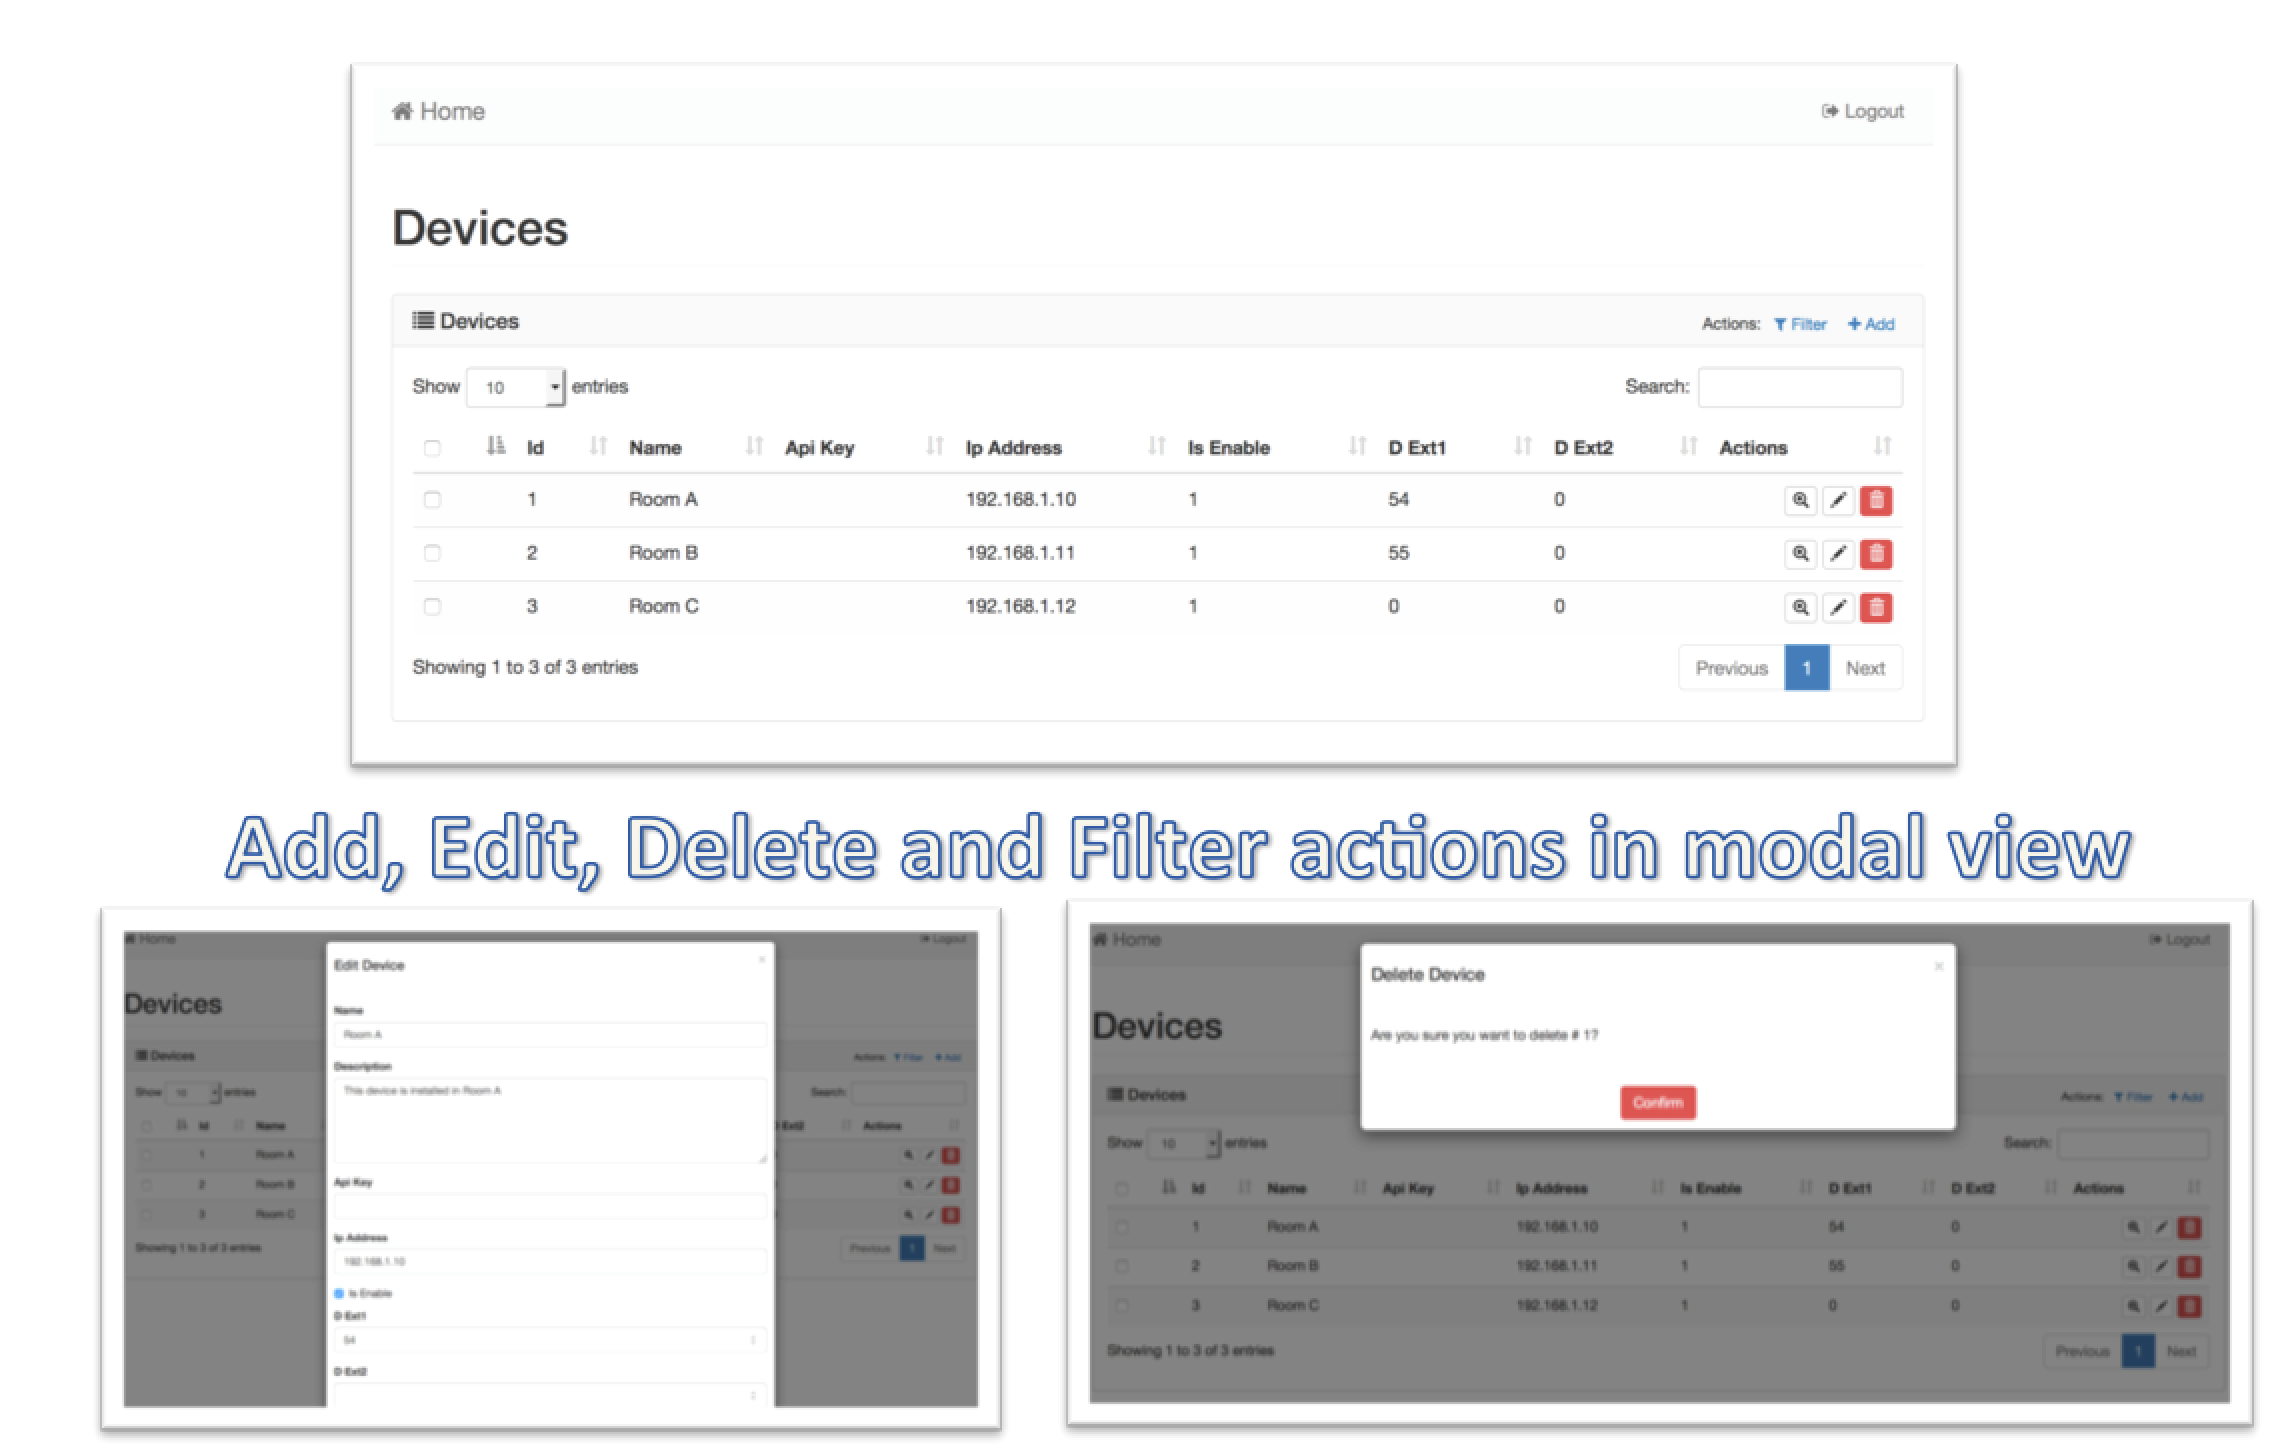 Home Logout
Devices
Devices Actions: Filter Add
Show 10 entries Search:
Id Name Api Key Ip Address Is Enable D Ext1 D Ext2 Actions
1 Room A 192.168.1.10 1 54 0
2 Room B 192.168.1.11 1 55 0
3 Room C 192.168.1.12 1 0 0
Showing 1 to 3 of 3 entries Previous 1 Next
Add, Edit, Delete and Filter actions in modal view
Home Logout
Devices
Devices Actions: Filter Add
Show 10 entries Search:
Id Name D Ext2 Actions
1 Room A
2 Room B
3 Room C
Showing 1 to 3 of 3 entries Previous 1 Next
Edit Device ×
Name
Room A
Description
This device is installed in Room A
Api Key
Ip Address
192.168.1.10
Is Enable
D Ext1
54
D Ext2
Home Logout
Devices
Delete Device ×
Are you sure you want to delete # 1?
Confirm
Devices Actions: Filter Add
Show 10 entries Search:
Id Name Api Key Ip Address Is Enable D Ext1 D Ext2 Actions
1 Room A 192.168.1.10 1 54 0
2 Room B 192.168.1.11 1 55 0
3 Room C 192.168.1.12 1 0 0
Showing 1 to 3 of 3 entries Previous 1 Next